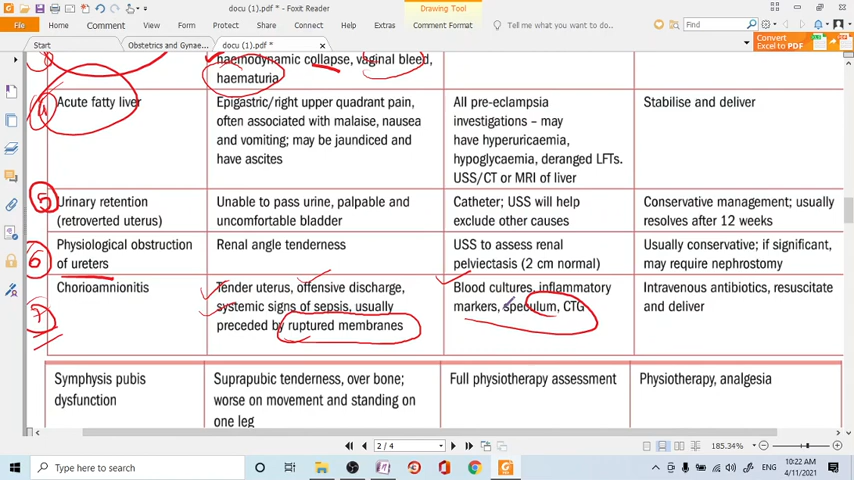 docu (1).pdf * - Foxit Reader
Drawing Tool
File
Home
Comment
View
Form
Protect
Share
Connect
Help
Extras
Arrange
Comment Format
Tell me what you want to do
Find
Start
Obstetrics and Gynae...
docu (1).pdf *
Convert
Excel to PDF
haemodynamic collapse, vaginal bleed,
haematuria
4
Acute fatty liver
Epigastric/right upper quadrant pain,
often associated with malaise, nausea
and vomiting; may be jaundiced and
have ascites
All pre-eclampsia
investigations – may
have hyperuricaemia,
hypoglycaemia, deranged LFTs.
USS/CT or MRI of liver
Stabilise and deliver
5
Urinary retention
(retroverted uterus)
Unable to pass urine, palpable and
uncomfortable bladder
Catheter; USS will help
exclude other causes
Conservative management; usually
resolves after 12 weeks
6
Physiological obstruction
of ureters
Renal angle tenderness
USS to assess renal
pelviectasis (2 cm normal)
Usually conservative; if significant,
may require nephrostomy
7
Chorioamnionitis
Tender uterus, offensive discharge,
systemic signs of sepsis, usually
preceded by ruptured membranes
Blood cultures, inflammatory
markers, speculum, CTG
Intravenous antibiotics, resuscitate
and deliver
Symphysis pubis
dysfunction
Suprapubic tenderness, over bone;
worse on movement and standing on
one leg
Full physiotherapy assessment
Physiotherapy, analgesia
2 / 4
185.34%
Type here to search
ENG
10:22 AM
4/11/2021